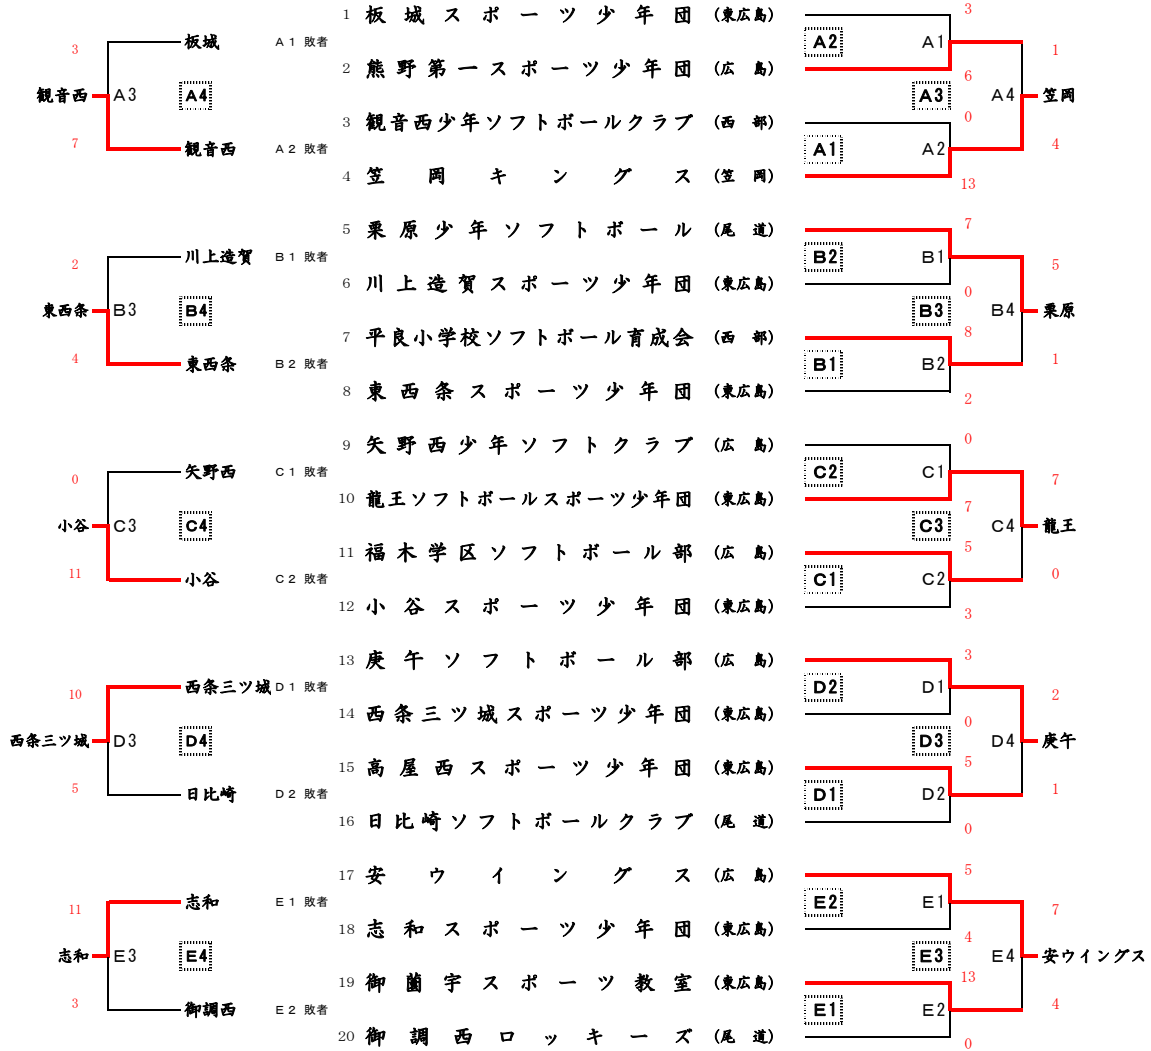 1 板城スポーツ少年団 (東広島) 3
3 板城 A1 敗者 A2 A1 1
2 熊野第一スポーツ少年団 (広島) 6
観音西 A3 A4 A3 A4 笠岡
3 観音西少年ソフトボールクラブ (西部) 0
7 観音西 A2 敗者 A1 A2 4
4 笠岡キングス (笠岡) 13
5 栗原少年ソフトボール (尾道) 7
2 川上造賀 B1 敗者 B2 B1 5
6 川上造賀スポーツ少年団 (東広島) 0
東西条 B3 B4 B3 B4 栗原
7 平良小学校ソフトボール育成会 (西部) 8
4 東西条 B2 敗者 B1 B2 1
8 東西条スポーツ少年団 (東広島) 2
9 矢野西少年ソフトクラブ (広島) 0
0 矢野西 C1 敗者 C2 C1 7
10 龍王ソフトボールスポーツ少年団 (東広島) 7
小谷 C3 C4 C3 C4 龍王
11 福木学区ソフトボール部 (広島) 5
11 小谷 C2 敗者 C1 C2 0
12 小谷スポーツ少年団 (東広島) 3
13 庚午ソフトボール部 (広島) 3
10 西条三ツ城 D1 敗者 D2 D1 2
14 西条三ツ城スポーツ少年団 (東広島) 0
西条三ツ城 D3 D4 D3 D4 庚午
15 高屋西スポーツ少年団 (東広島) 5
5 日比崎 D2 敗者 D1 D2 1
16 日比崎ソフトボールクラブ (尾道) 0
17 安ウイングス (広島) 5
11 志和 E1 敗者 E2 E1 7
18 志和スポーツ少年団 (東広島) 4
志和 E3 E4 E3 E4 安ウイングス
19 御薗宇スポーツ教室 (東広島) 13
3 御調西 E2 敗者 E1 E2 4
20 御調西ロッキーズ (尾道) 0